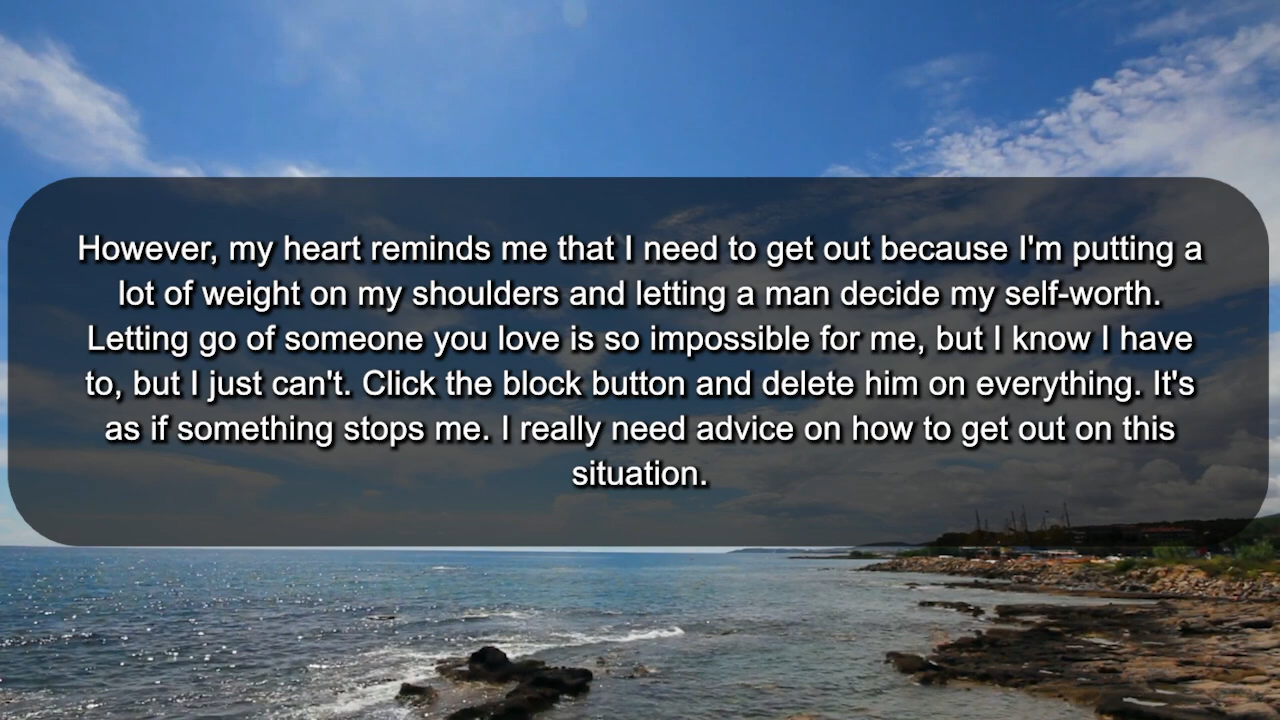 However, my heart reminds me that I need to get out because I'm putting a
lot of weight on my shoulders and letting a man decide my self-worth.
Letting go of someone you love is so impossible for me, but I know I have
to, but I just can't. Click the block button and delete him on everything. It's
as if something stops me. I really need advice on how to get out on this
situation.